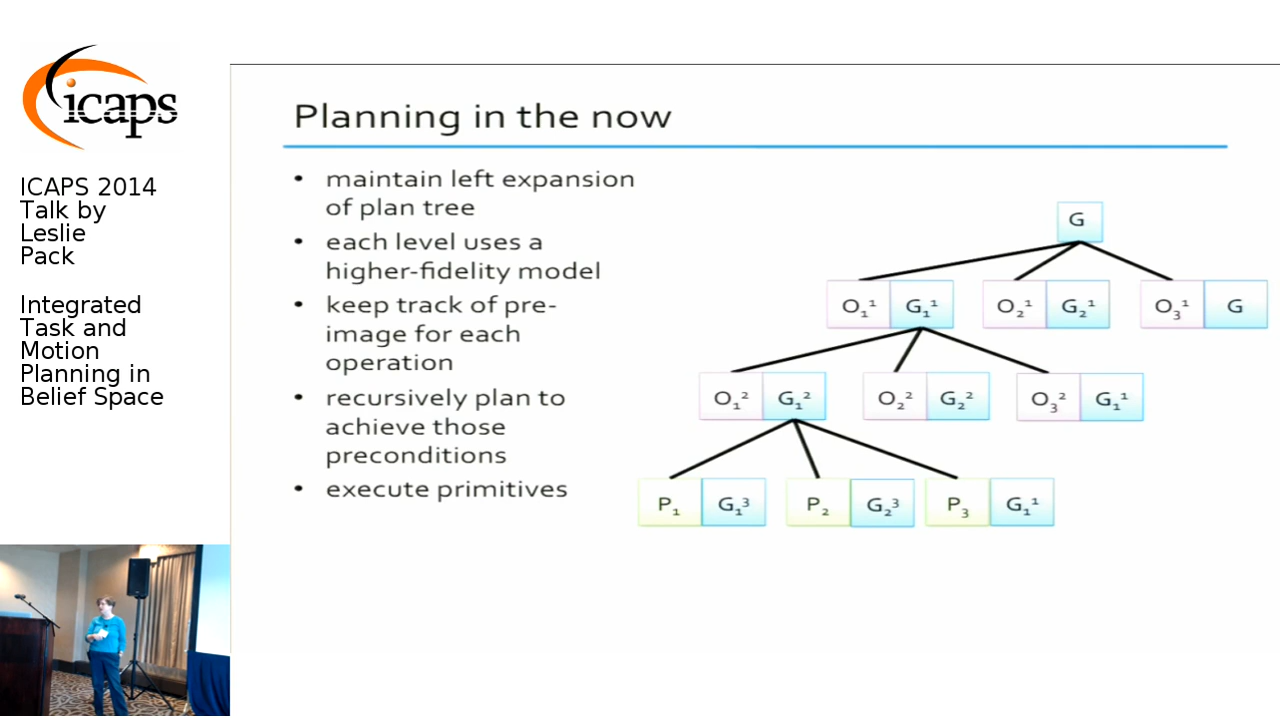 icaps
ICAPS 2014
Talk by
Leslie
Pack
Integrated
Task and
Motion
Planning in
Belief Space
Planning in the now
• maintain left expansion
of plan tree
• each level uses a
higher-fidelity model
• keep track of pre-
image for each
operation
• recursively plan to
achieve those
preconditions
• execute primitives
G
O₁¹ G₁¹ O₂¹ G₂¹ O₃¹ G
O₁² G₁² O₂² G₂² O₃² G₁¹
P₁ G₁³ P₂ G₂³ P₃ G₁¹